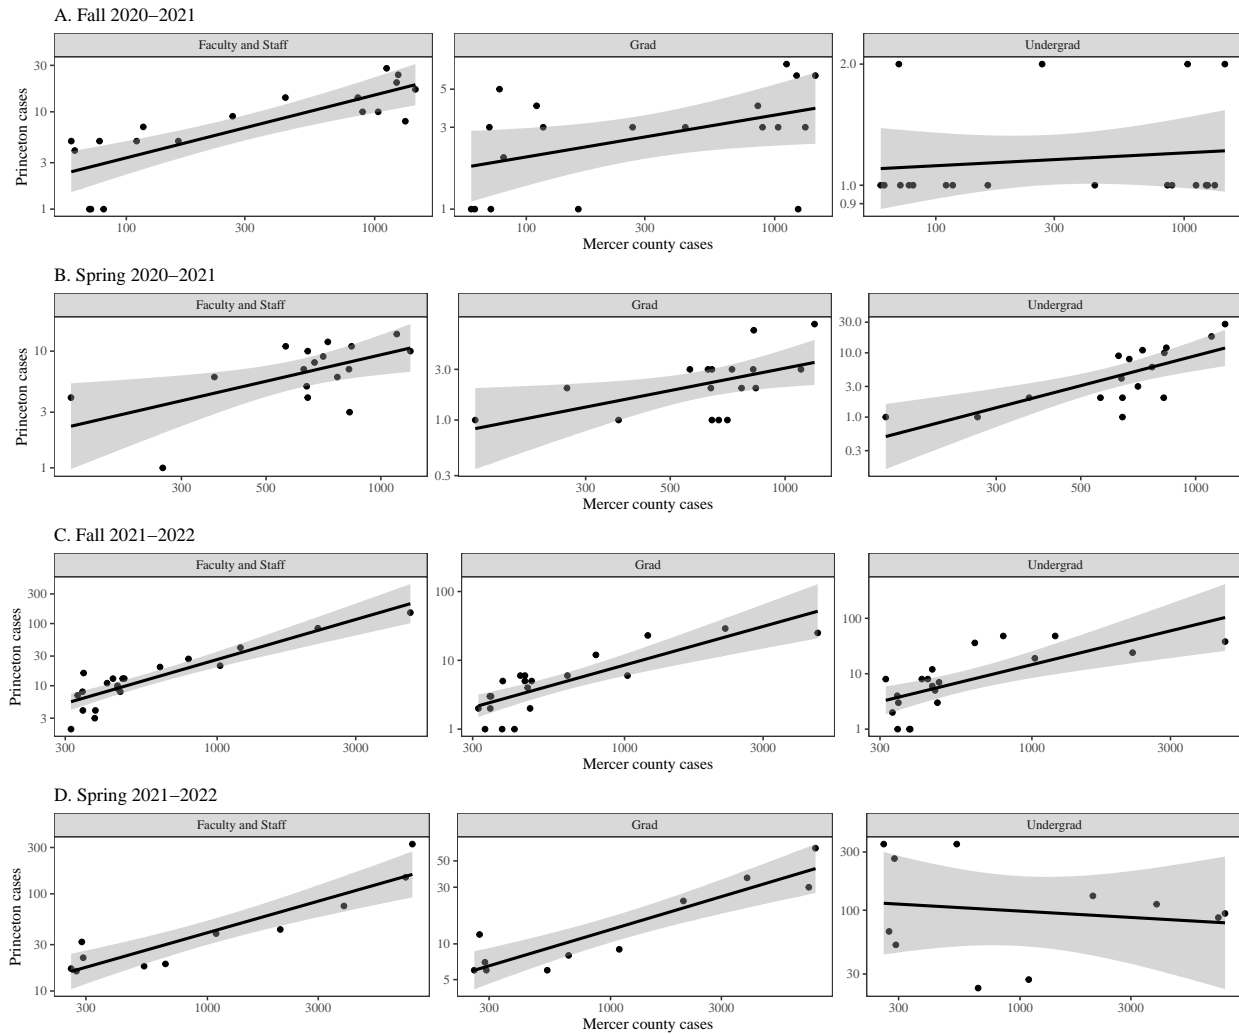 A. Fall 2020–2021
Faculty and Staff Grad Undergrad
Princeton cases
30
10
3
1
100 300 1000
5
3
1
100 300 1000
2.0
1.0
0.9
100 300 1000
Mercer county cases
B. Spring 2020–2021
Faculty and Staff Grad Undergrad
Princeton cases
10
3
1
300 500 1000
3.0
1.0
0.3
300 500 1000
30.0
10.0
3.0
1.0
0.3
300 500 1000
Mercer county cases
C. Fall 2021–2022
Faculty and Staff Grad Undergrad
Princeton cases
300
100
30
10
3
300 1000 3000
100
10
1
300 1000 3000
100
10
1
300 1000 3000
Mercer county cases
D. Spring 2021–2022
Faculty and Staff Grad Undergrad
Princeton cases
300
100
30
10
300 1000 3000
50
30
10
5
300 1000 3000
300
100
30
300 1000 3000
Mercer county cases